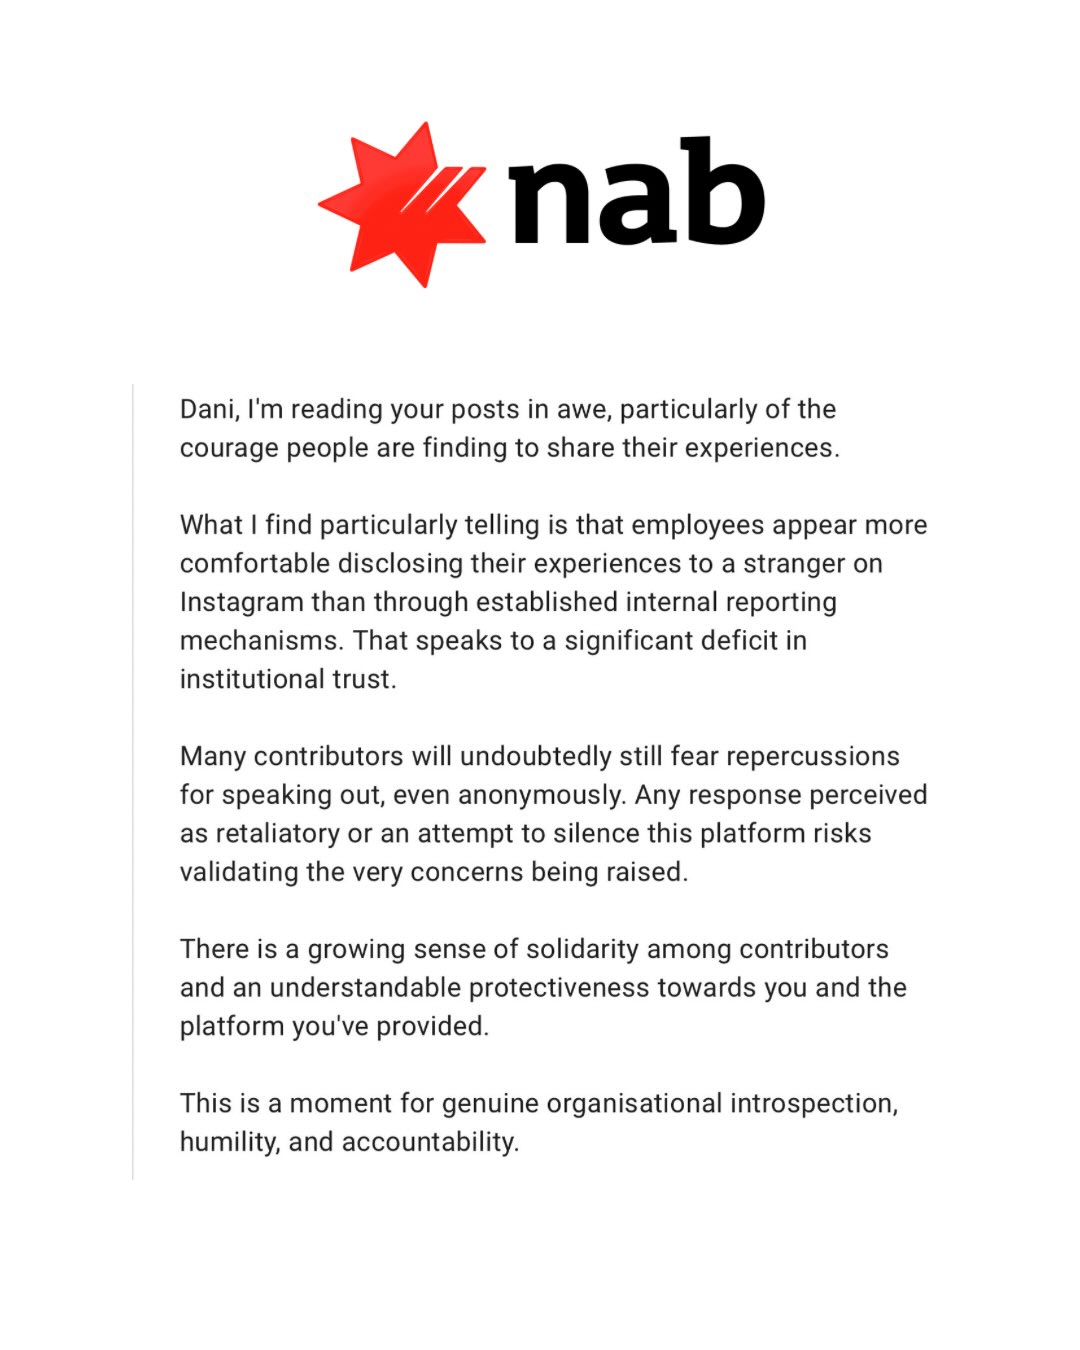 nab
Dani, I'm reading your posts in awe, particularly of the
courage people are finding to share their experiences.
What I find particularly telling is that employees appear more
comfortable disclosing their experiences to a stranger on
Instagram than through established internal reporting
mechanisms. That speaks to a significant deficit in
institutional trust.
Many contributors will undoubtedly still fear repercussions
for speaking out, even anonymously. Any response perceived
as retaliatory or an attempt to silence this platform risks
validating the very concerns being raised.
There is a growing sense of solidarity among contributors
and an understandable protectiveness towards you and the
platform you've provided.
This is a moment for genuine organisational introspection,
humility, and accountability.